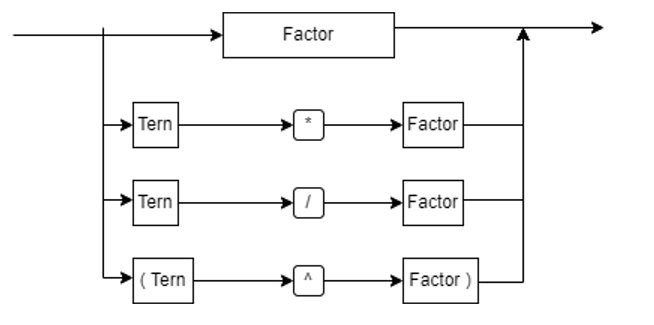 Factor
Tern * Factor
Tern / Factor
( Tern ^ Factor )